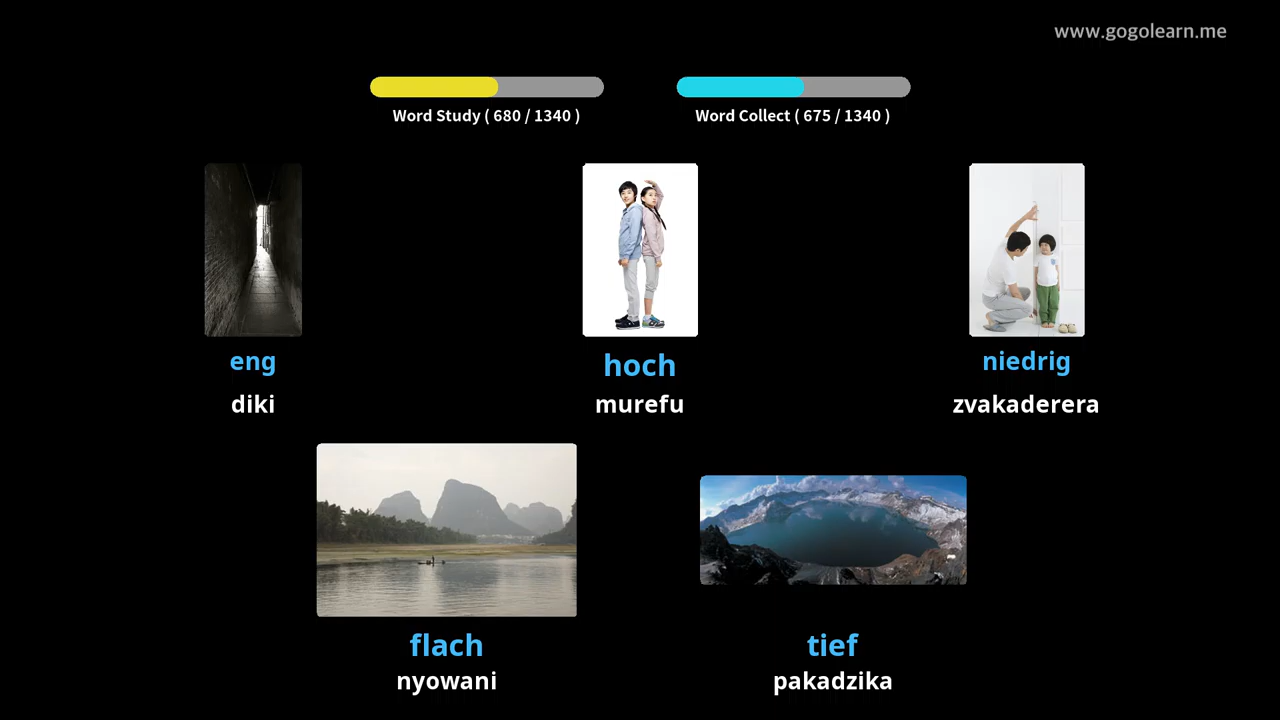 www.gogolearn.me
Word Study ( 680 / 1340 )
Word Collect ( 675 / 1340 )
eng
hoch
niedrig
diki
murefu
zvakaderera
flach
tief
nyowani
pakadzika